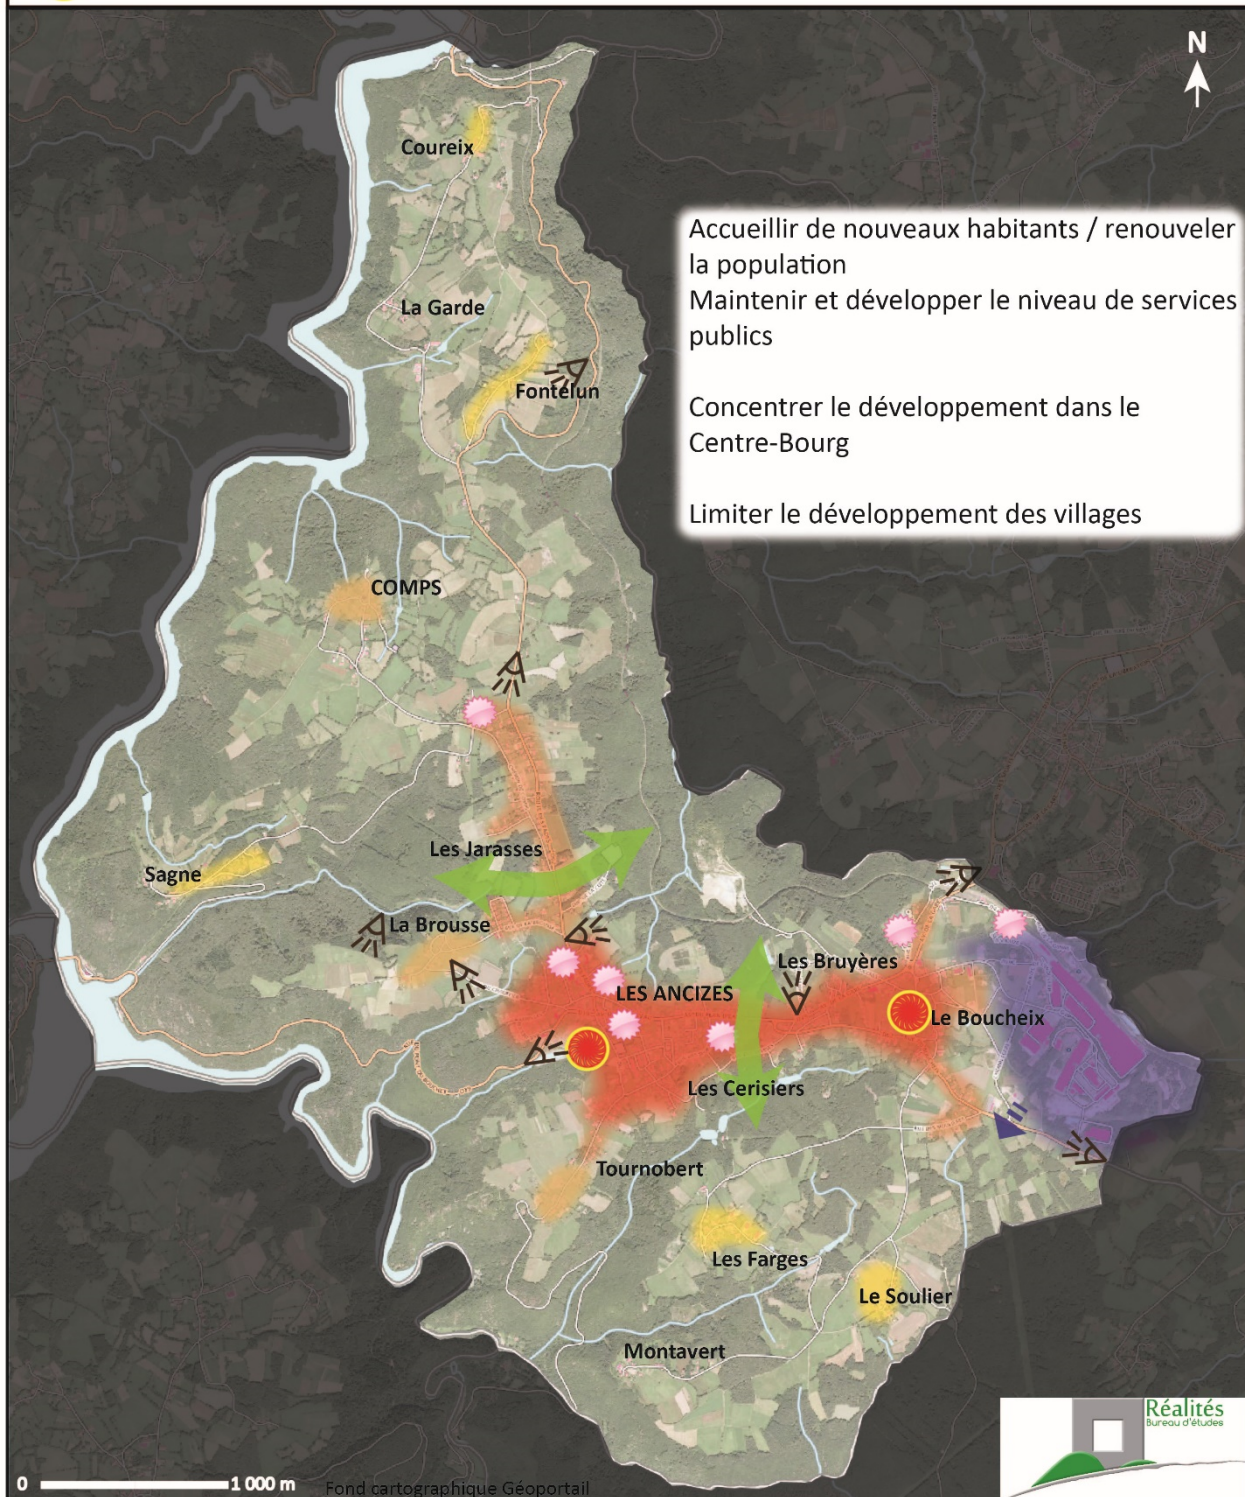 N
Coureix
Accueillir de nouveaux habitants / renouveler
la population
Maintenir et développer le niveau de services
publics
La Garde
Fontélun
Concentrer le développement dans le
Centre-Bourg
Limiter le développement des villages
COMPS
Les Jarasses
Sagne
La Brousse
Les Bruyères
LES ANCIZES
Le Boucheix
Les Cerisiers
Tournobert
Les Farges
Le Soulier
Montavert
Réalités
Bureau d'études
0 1 000 m
Fond cartographique Géoportail